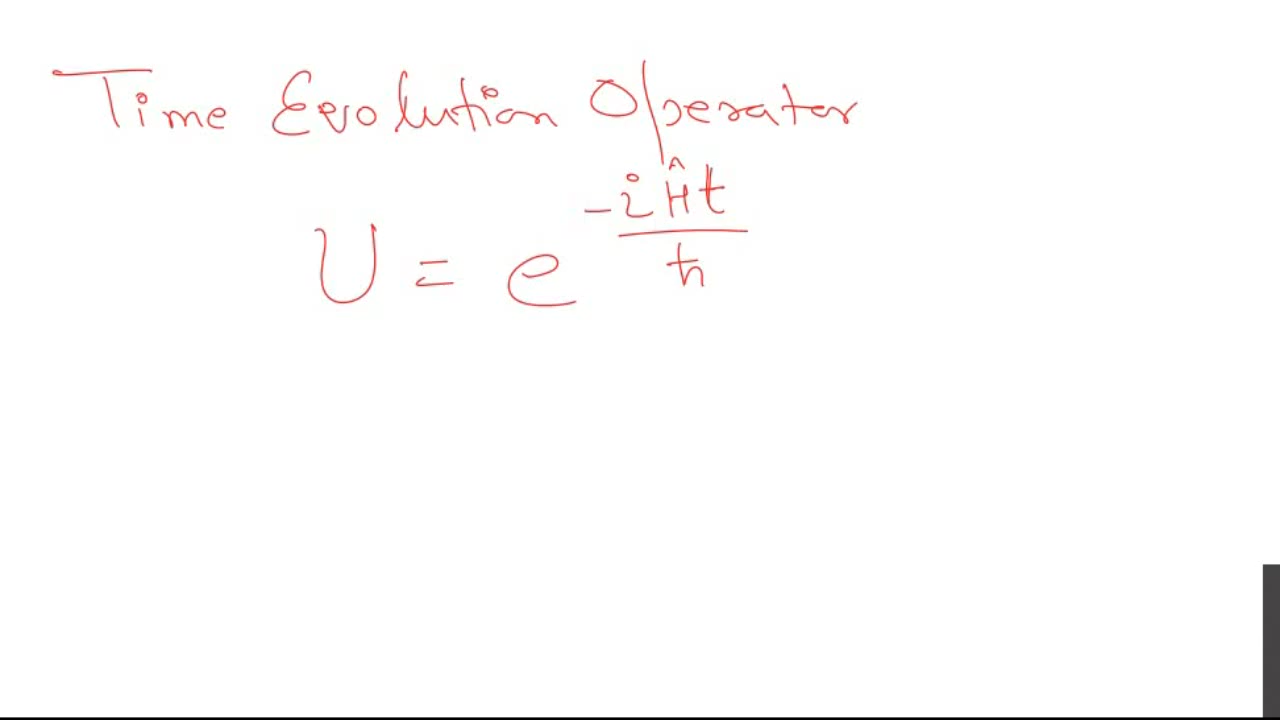 Time Evolution Operator
U = e^{-iĤt/ħ}